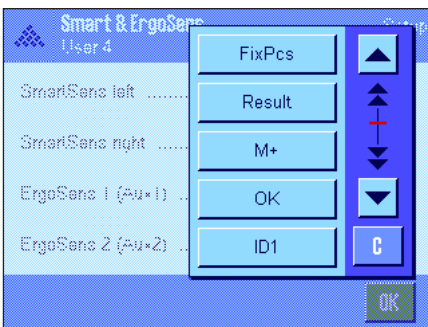 Smart & ErgoSens
Setup
User 4
FixPcs
SmartSens left ........
Result
SmartSens right ......
M+
ErgoSens 1 (Aux1) ..
OK
ErgoSens 2 (Aux2) ..
ID1
C
OK